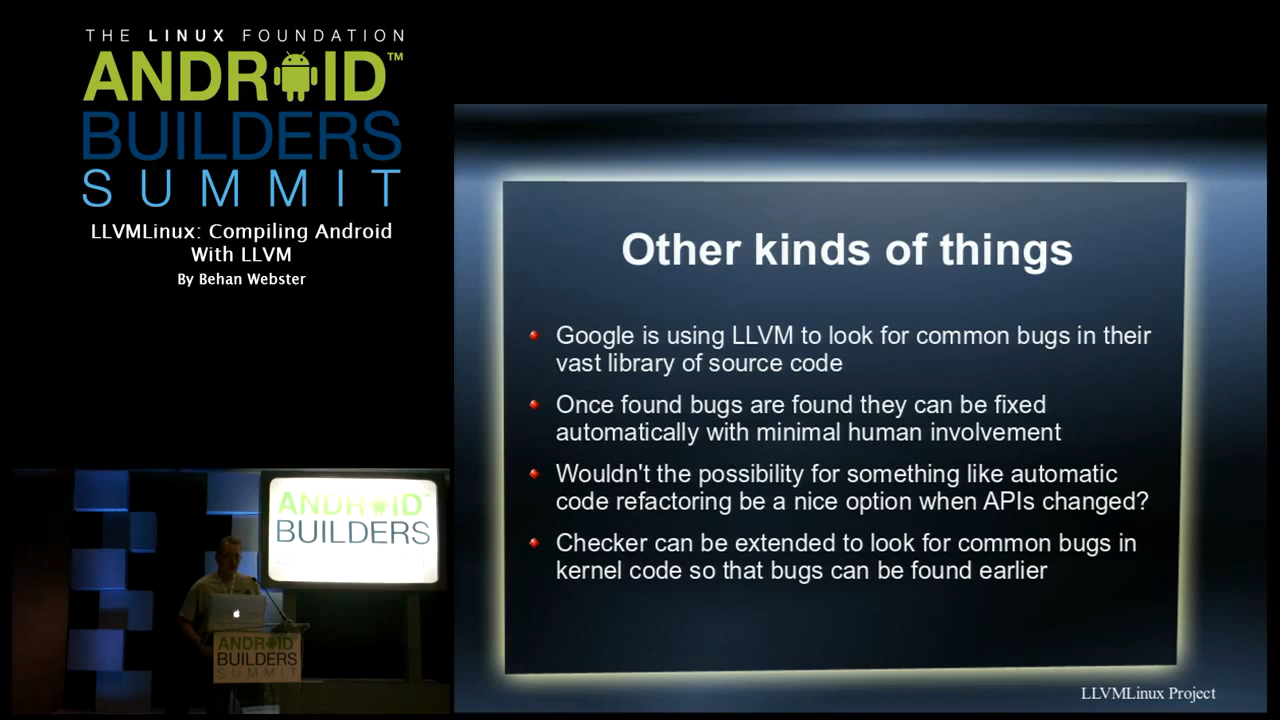 THE LINUX FOUNDATION
ANDROID™
BUILDERS
SUMMIT
LLVMLinux: Compiling Android
With LLVM
By Behan Webster
Other kinds of things
Google is using LLVM to look for common bugs in their
vast library of source code
Once found bugs are found they can be fixed
automatically with minimal human involvement
Wouldn't the possibility for something like automatic
code refactoring be a nice option when APIs changed?
Checker can be extended to look for common bugs in
kernel code so that bugs can be found earlier
LLVMLinux Project
ANDROID™
BUILDERS
ANDROID
BUILDERS
SUMMIT